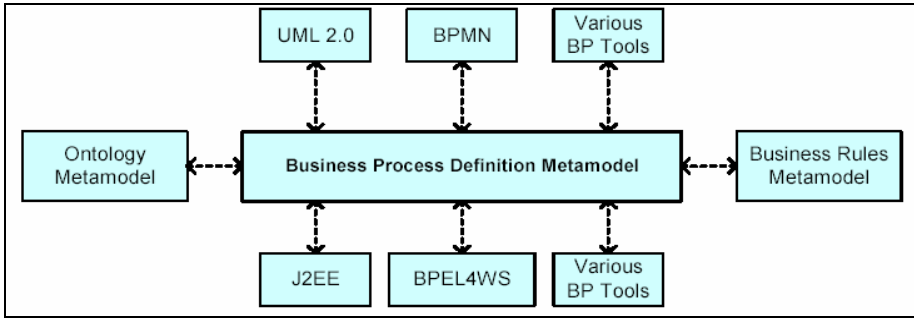 UML 2.0
BPMN
Various
BP Tools
Ontology
Metamodel
Business Process Definition Metamodel
Business Rules
Metamodel
J2EE
BPEL4WS
Various
BP Tools